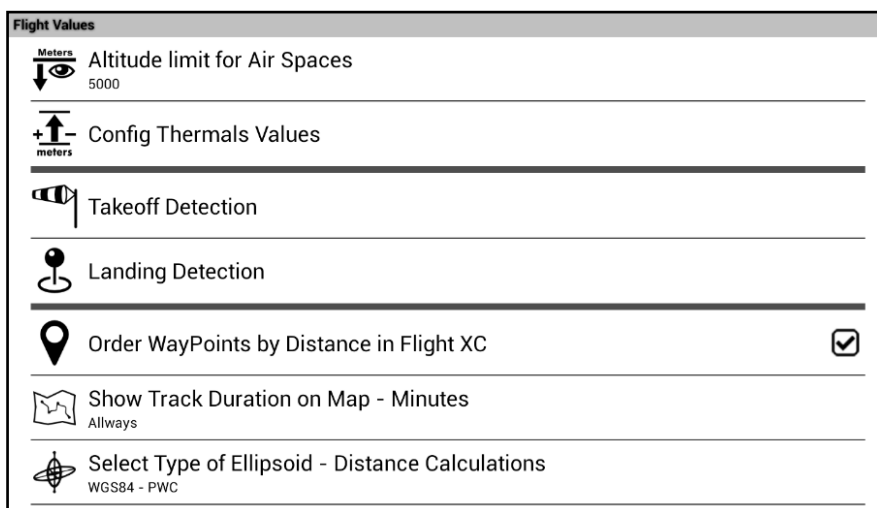 Flight Values
Meters
Altitude limit for Air Spaces
5000
+ -
meters
Config Thermals Values
Takeoff Detection
Landing Detection
Order WayPoints by Distance in Flight XC
Show Track Duration on Map - Minutes
Allways
Select Type of Ellipsoid - Distance Calculations
WGS84 - PWC